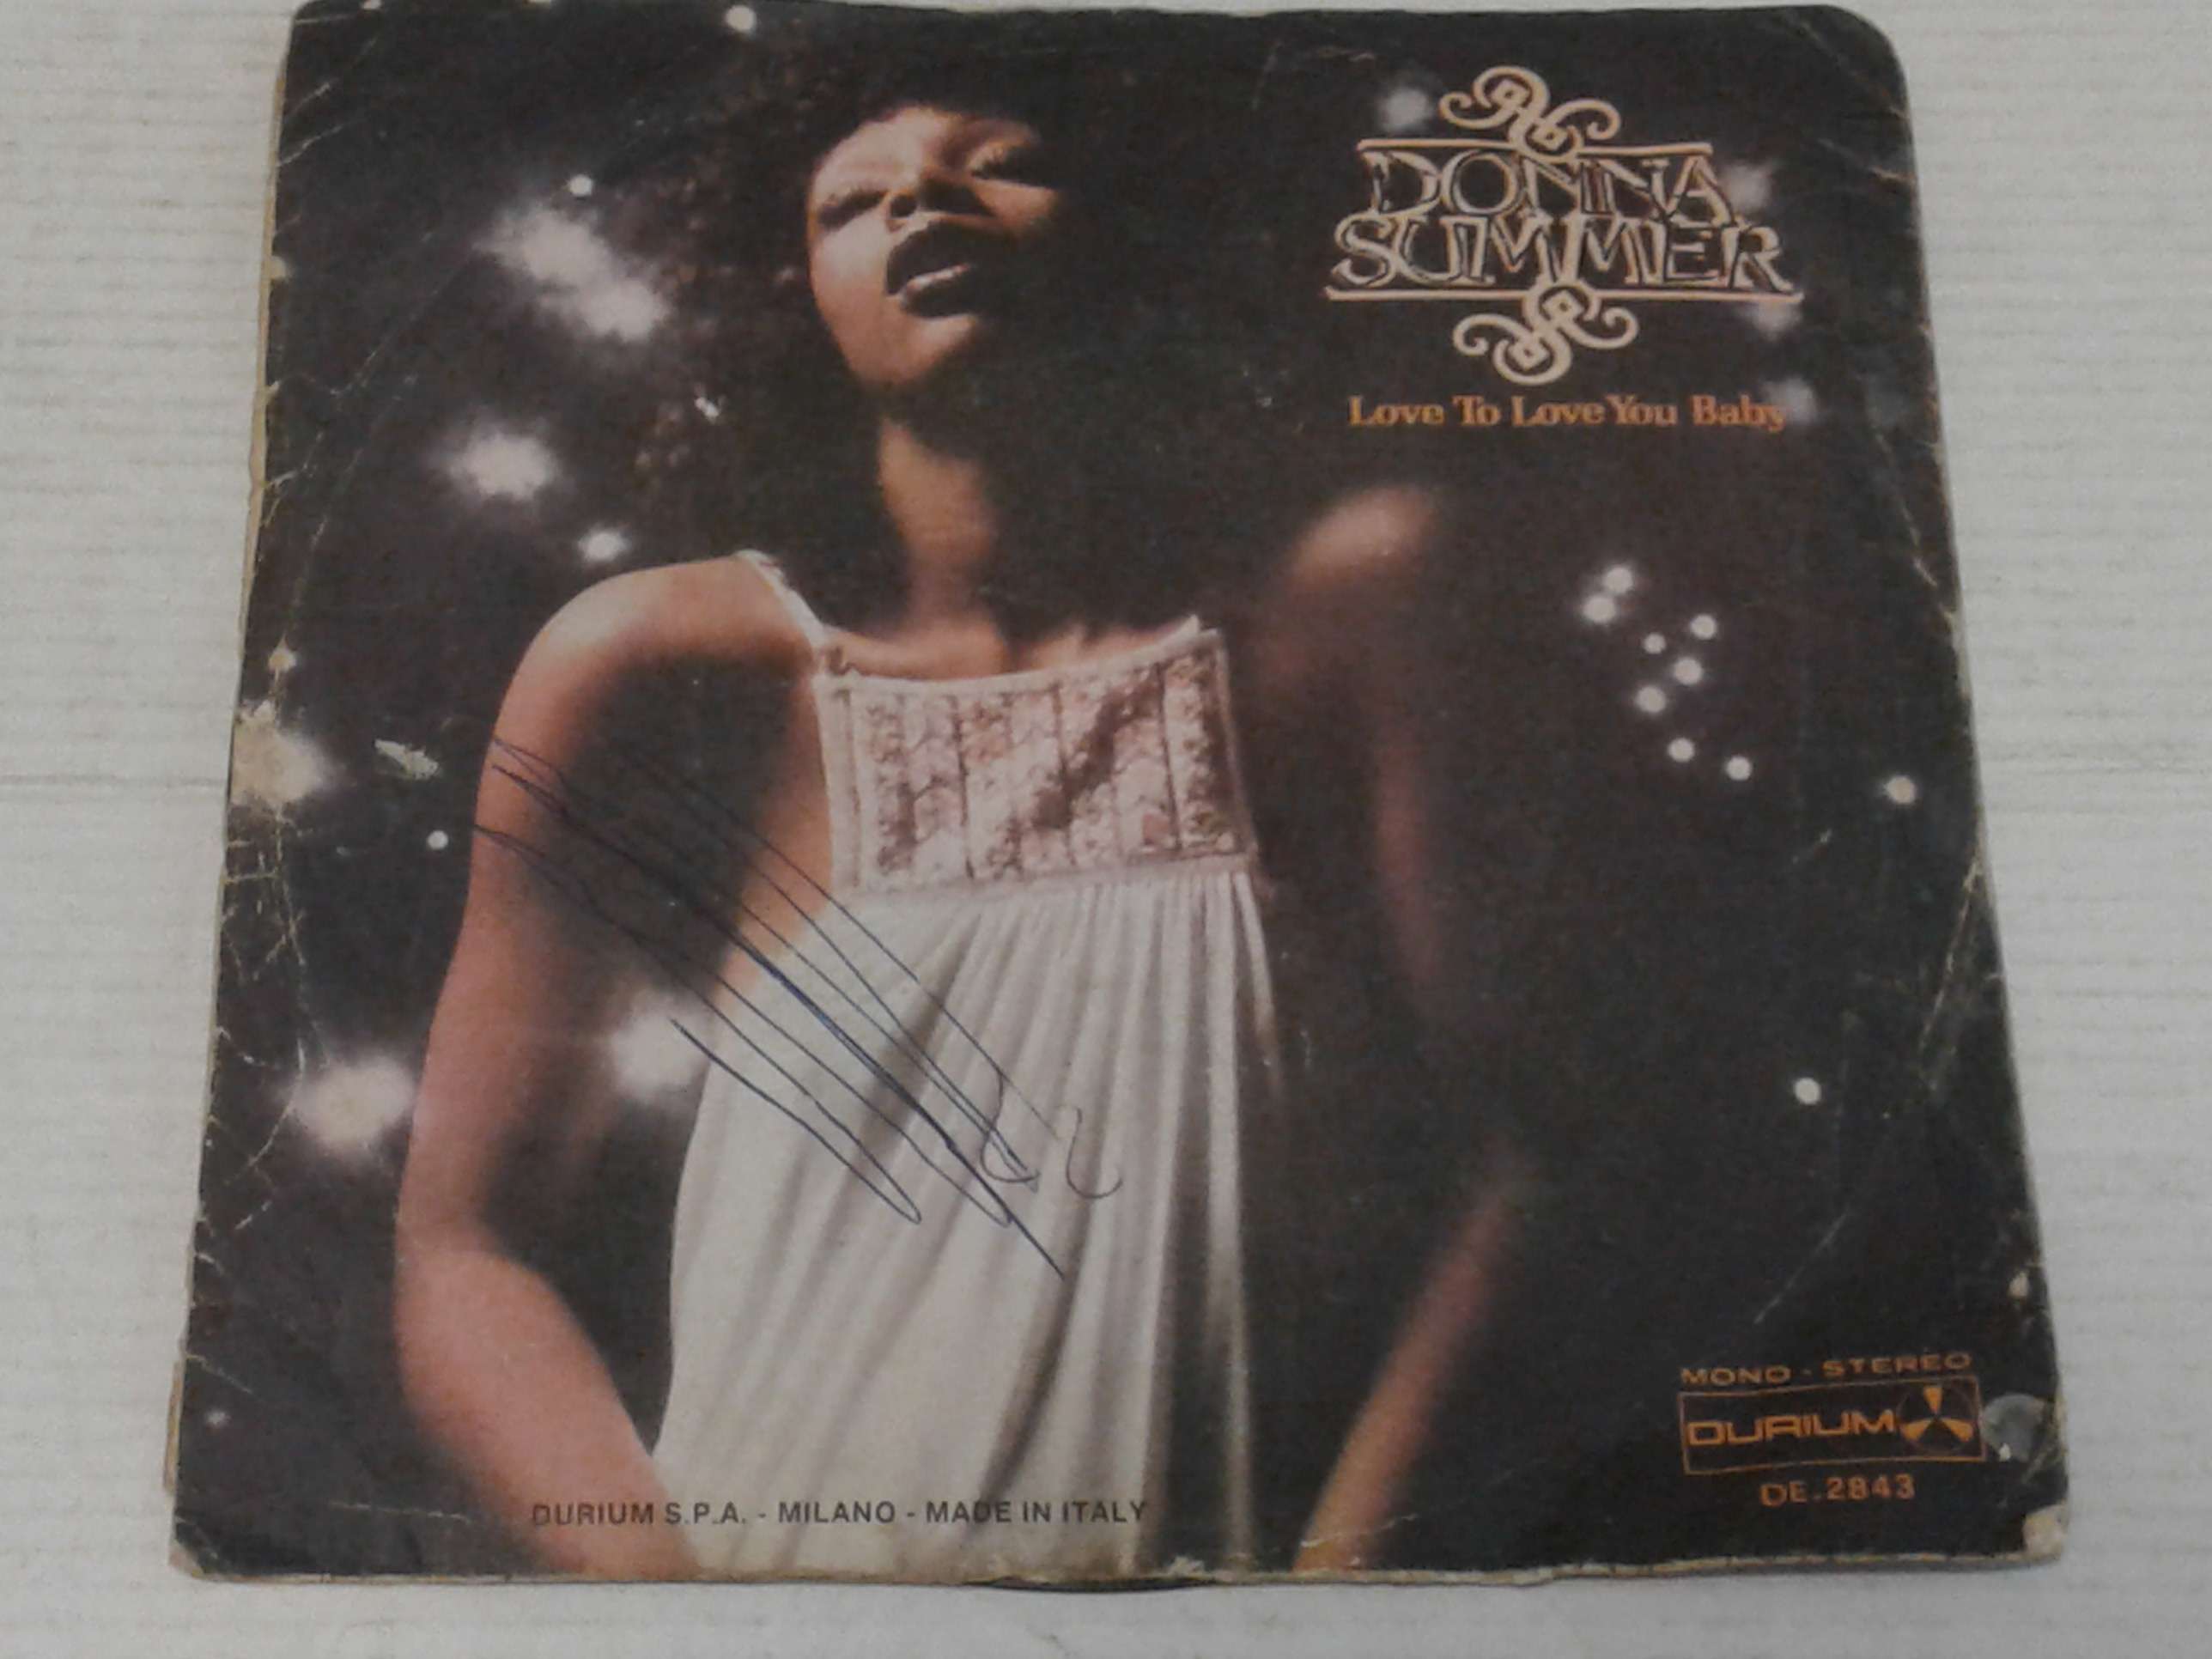 DONNA
SUMMER
Love To Love You Baby
MONO - STEREO
DURIUM
DE.2843
DURIUM S.P.A. - MILANO - MADE IN ITALY